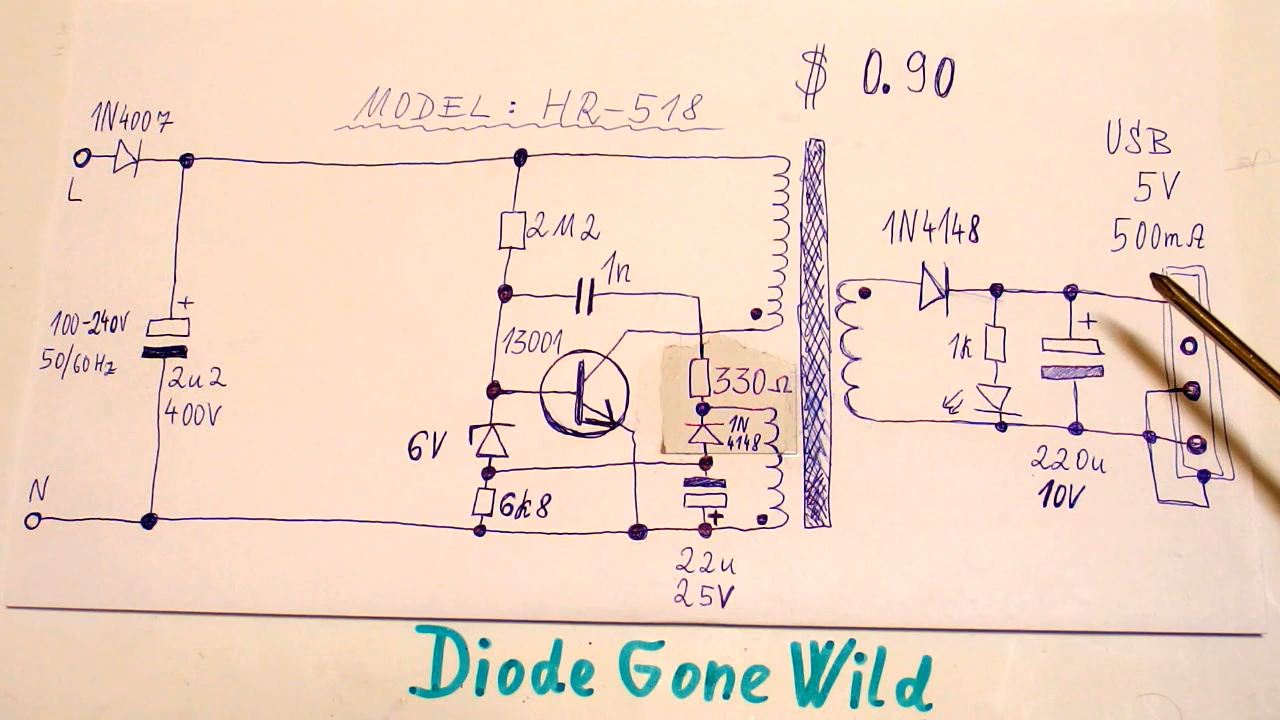 $ 0.90
MODEL: HR-518
1N4007
L
USB
5V
500mA
2M2
1N4148
1n
+
100-240V
50/60Hz
2u2
400V
13001
330Ω
1N
4148
+
1k
6V
6k8
N
+
22u
25V
220u
10V
Diode Gone Wild